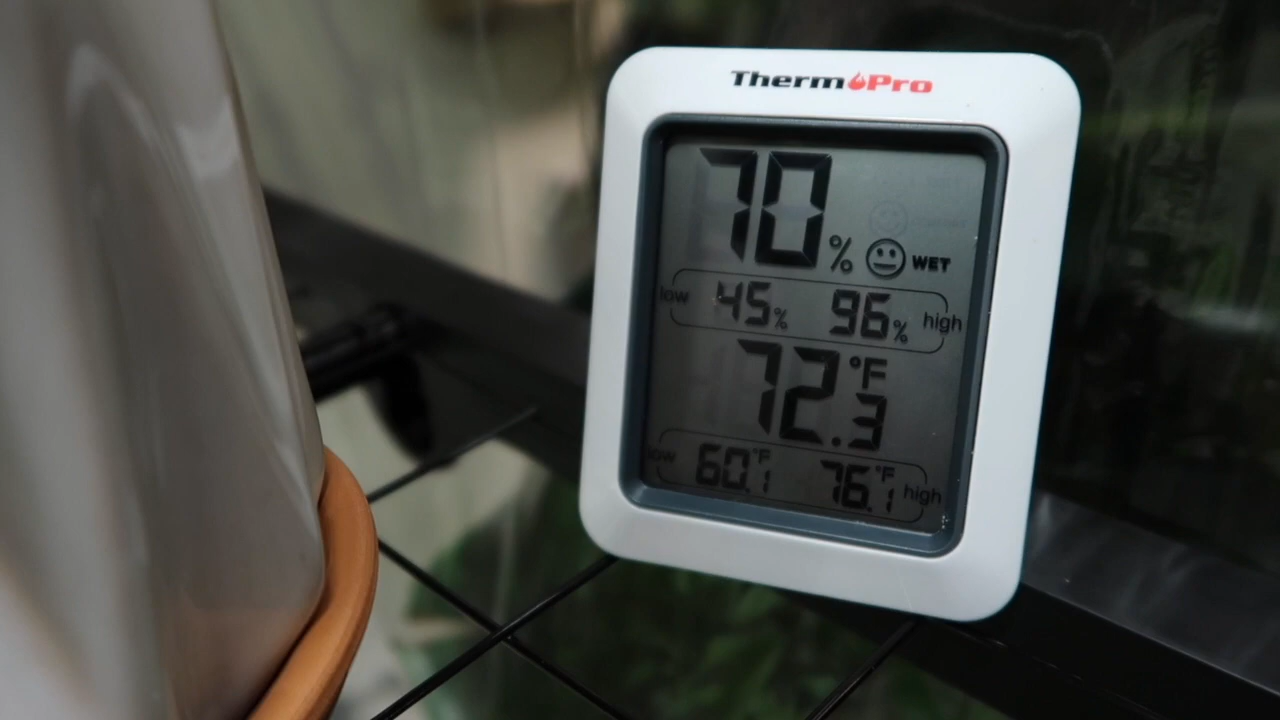 ThermoPro
70% WET
low 45% 96% high
72.3°F
low 60.1°F 76.1°F high